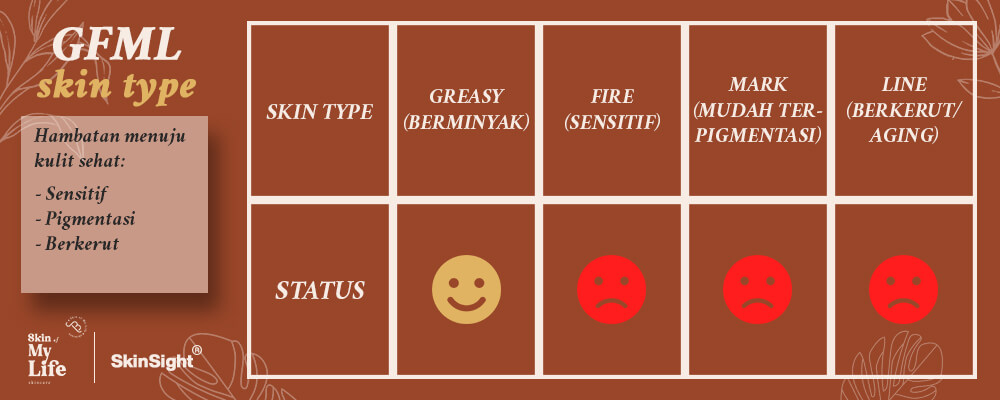 GFML
skin type
Hambatan menuju
kulit sehat:
- Sensitif
- Pigmentasi
- Berkerut
Skin of
My
Life
skincare
SkinSight®
SKIN TYPE
GREASY
(BERMINYAK)
FIRE
(SENSITIF)
MARK
(MUDAH TER-
PIGMENTASI)
LINE
(BERKERUT/
AGING)
STATUS